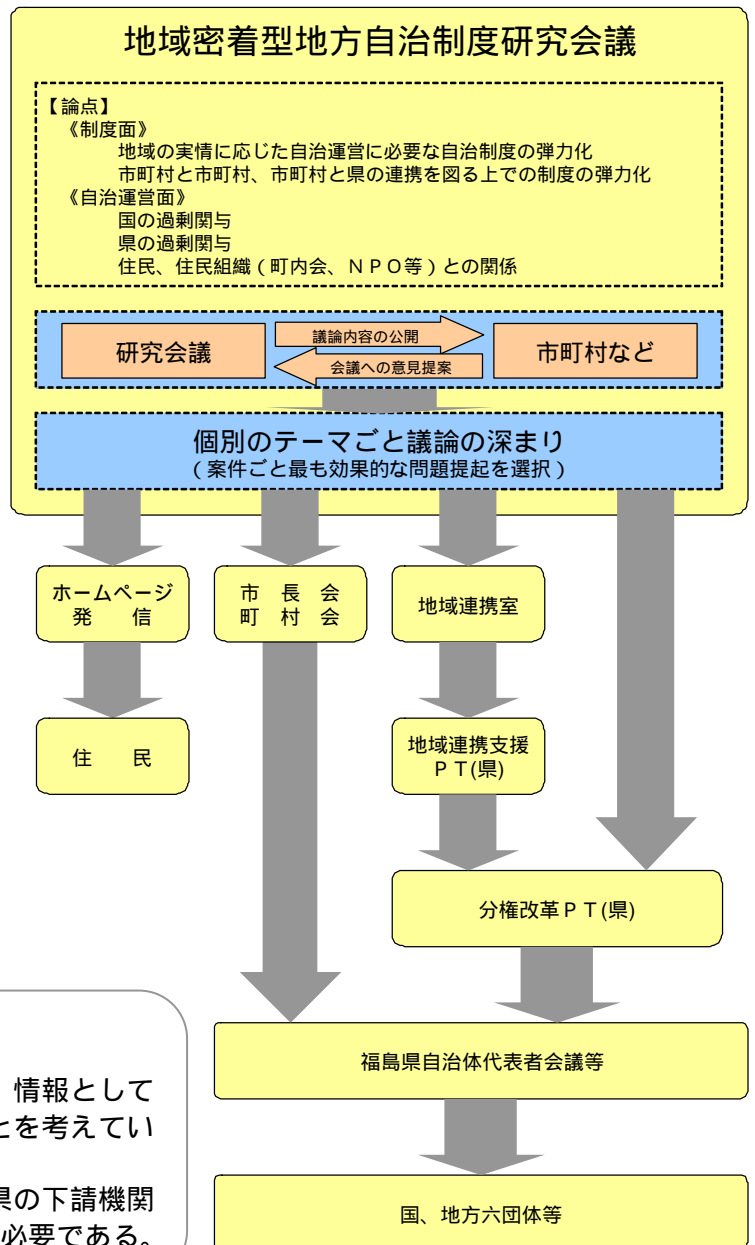 地域密着型地方自治制度研究会議
【論点】
《制度面》
地域の実情に応じた自治運営に必要な自治制度の弾力化
市町村と市町村、市町村と県の連携を図る上での制度の弾力化
《自治運営面》
国の過剰関与
県の過剰関与
住民、住民組織（町内会、ＮＰＯ等）との関係
研究会議
議論内容の公開
会議への意見提案
市町村など
個別のテーマごと議論の深まり
（案件ごと最も効果的な問題提起を選択）
ホームページ
発　　信
市　長　会
町　村　会
地域連携室
住　　民
地域連携支援
ＰＴ(県)
分権改革ＰＴ(県)
福島県自治体代表者会議等
国、地方六団体等
情報として
とを考えてい
県の下請機関
必要である。